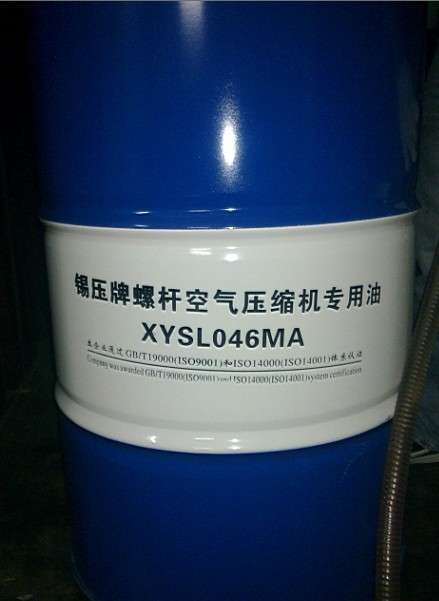 锡压牌螺杆空气压缩机专用油
XYSL046MA
本企业通过GB/T19000(ISO9001)和ISO14000(ISO14001)体系认证
Company was awarded GB/T19000(ISO9001) and ISO14000(ISO14001)system certification